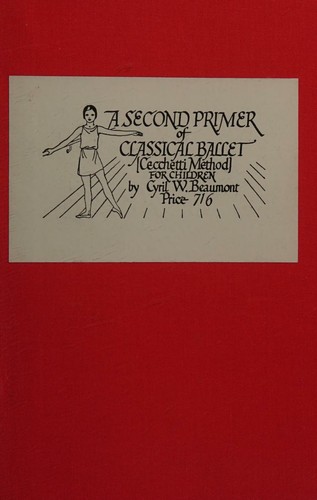 A SECOND PRIMER
of
CLASSICAL BALLET
[Cecchetti Method]
FOR CHILDREN
by Cyril W. Beaumont
Price 7/6